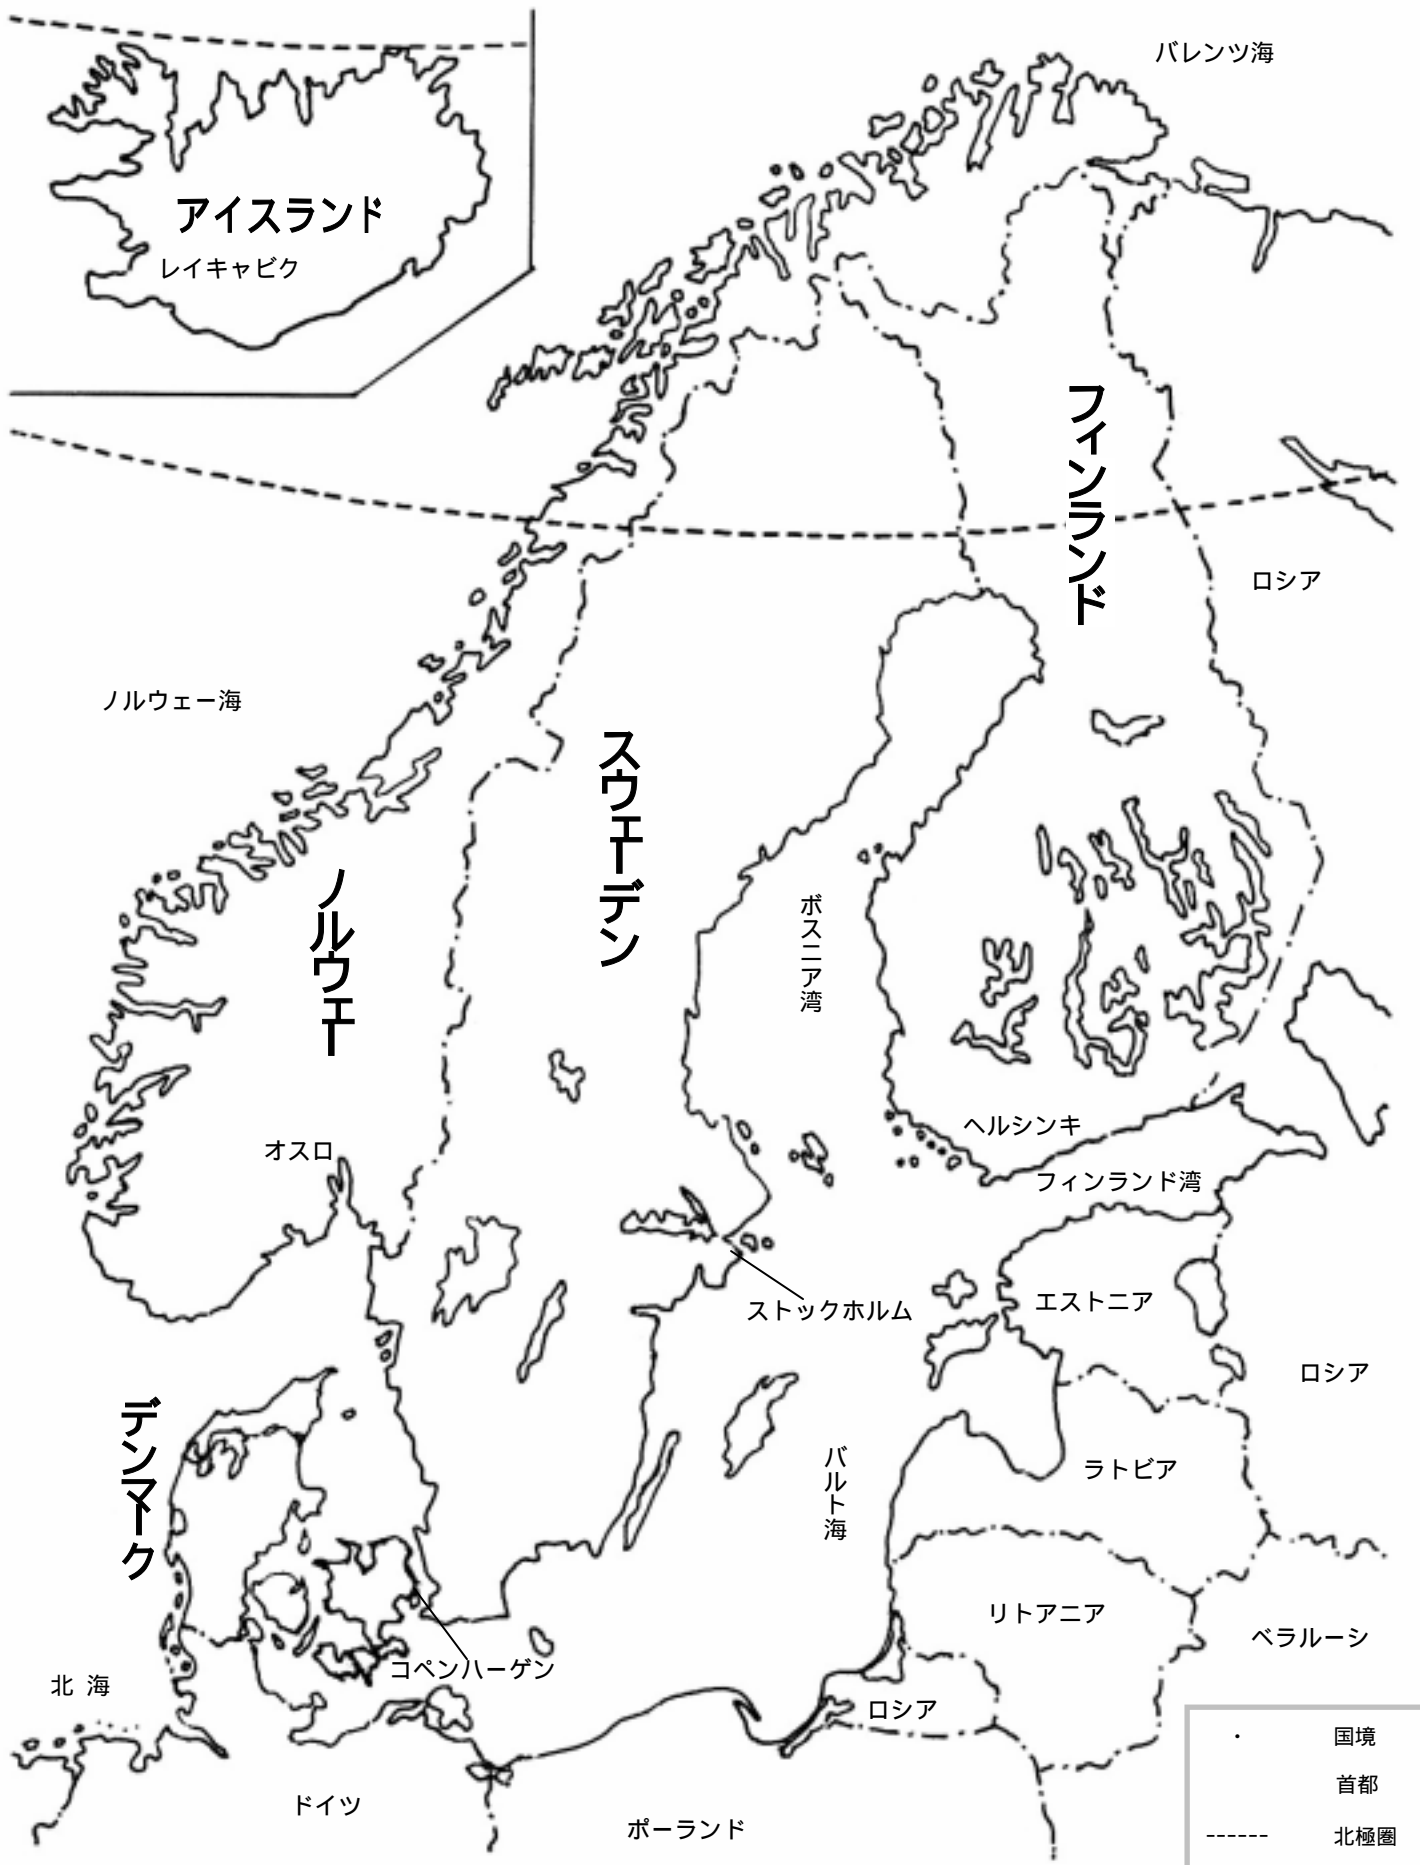 バレンツ海
アイスランド
レイキャビク
フィンランド
ロシア
ノルウェー海
スウェーデン
ノルウェー
ボスニア湾
ヘルシンキ
オスロ
フィンランド湾
エストニア
ストックホルム
ロシア
デンマーク
バルト海
ラトビア
リトアニア
ベラルーシ
コペンハーゲン
北 海
ロシア
ドイツ
ポーランド
国境
首都
北極圏